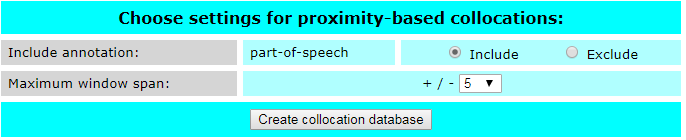 Choose settings for proximity-based collocations:
Include annotation: part-of-speech Include Exclude
Maximum window span: + / - 5
Create collocation database